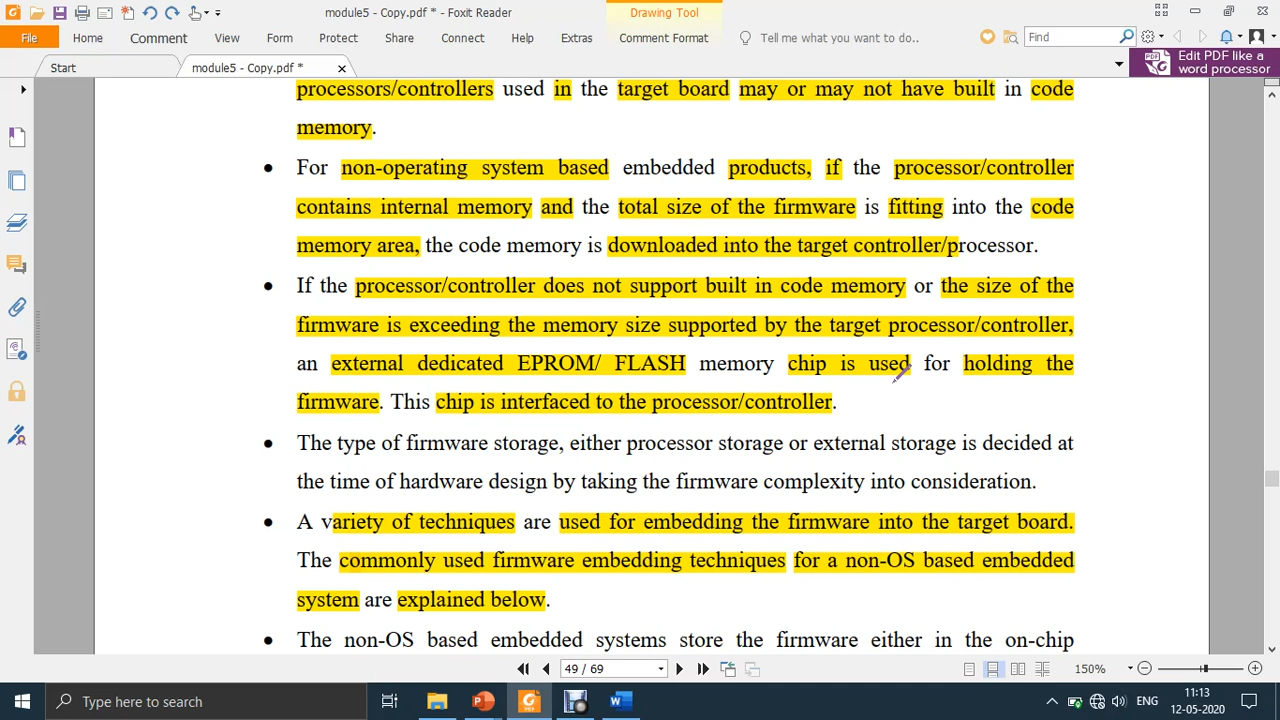 module5 - Copy.pdf * - Foxit Reader
Drawing Tool
File Home Comment View Form Protect Share Connect Help Extras Comment Format Tell me what you want to do.. Find
Start
module5 - Copy.pdf *
Edit PDF like a
word processor
processors/controllers used in the target board may or may not have built in code
memory.
• For non-operating system based embedded products, if the processor/controller
contains internal memory and the total size of the firmware is fitting into the code
memory area, the code memory is downloaded into the target controller/processor.
• If the processor/controller does not support built in code memory or the size of the
firmware is exceeding the memory size supported by the target processor/controller,
an external dedicated EPROM/ FLASH memory chip is used for holding the
firmware. This chip is interfaced to the processor/controller.
• The type of firmware storage, either processor storage or external storage is decided at
the time of hardware design by taking the firmware complexity into consideration.
• A variety of techniques are used for embedding the firmware into the target board.
The commonly used firmware embedding techniques for a non-OS based embedded
system are explained below.
• The non-OS based embedded systems store the firmware either in the on-chip
49 / 69
150%
Type here to search
ENG
11:13
12-05-2020